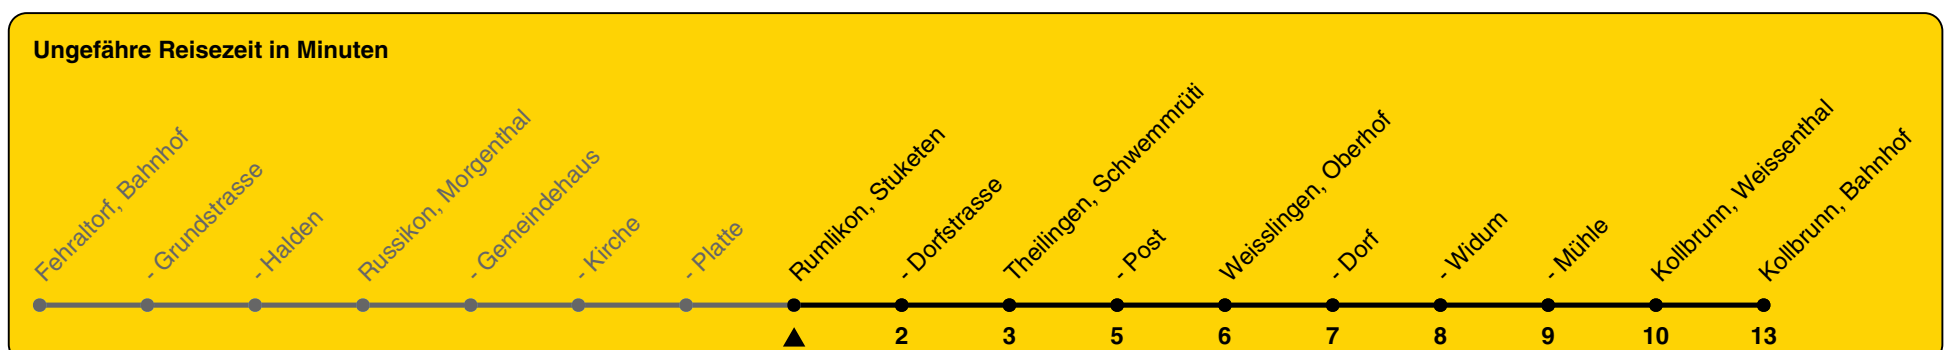 Ungefähre Reisezeit in Minuten
Fehraltorf, Bahnhof
- Grundstrasse
- Halden
Russikon, Morgenthal
- Gemeindehaus
- Kirche
- Platte
Rumlikon, Stuketen
- Dorfstrasse
Theilingen, Schwemmrüti
- Post
Weisslingen, Oberhof
- Dorf
- Widum
- Mühle
Kollbrunn, Weissenthal
Kollbrunn, Bahnhof
2 3 5 6 7 8 9 10 13